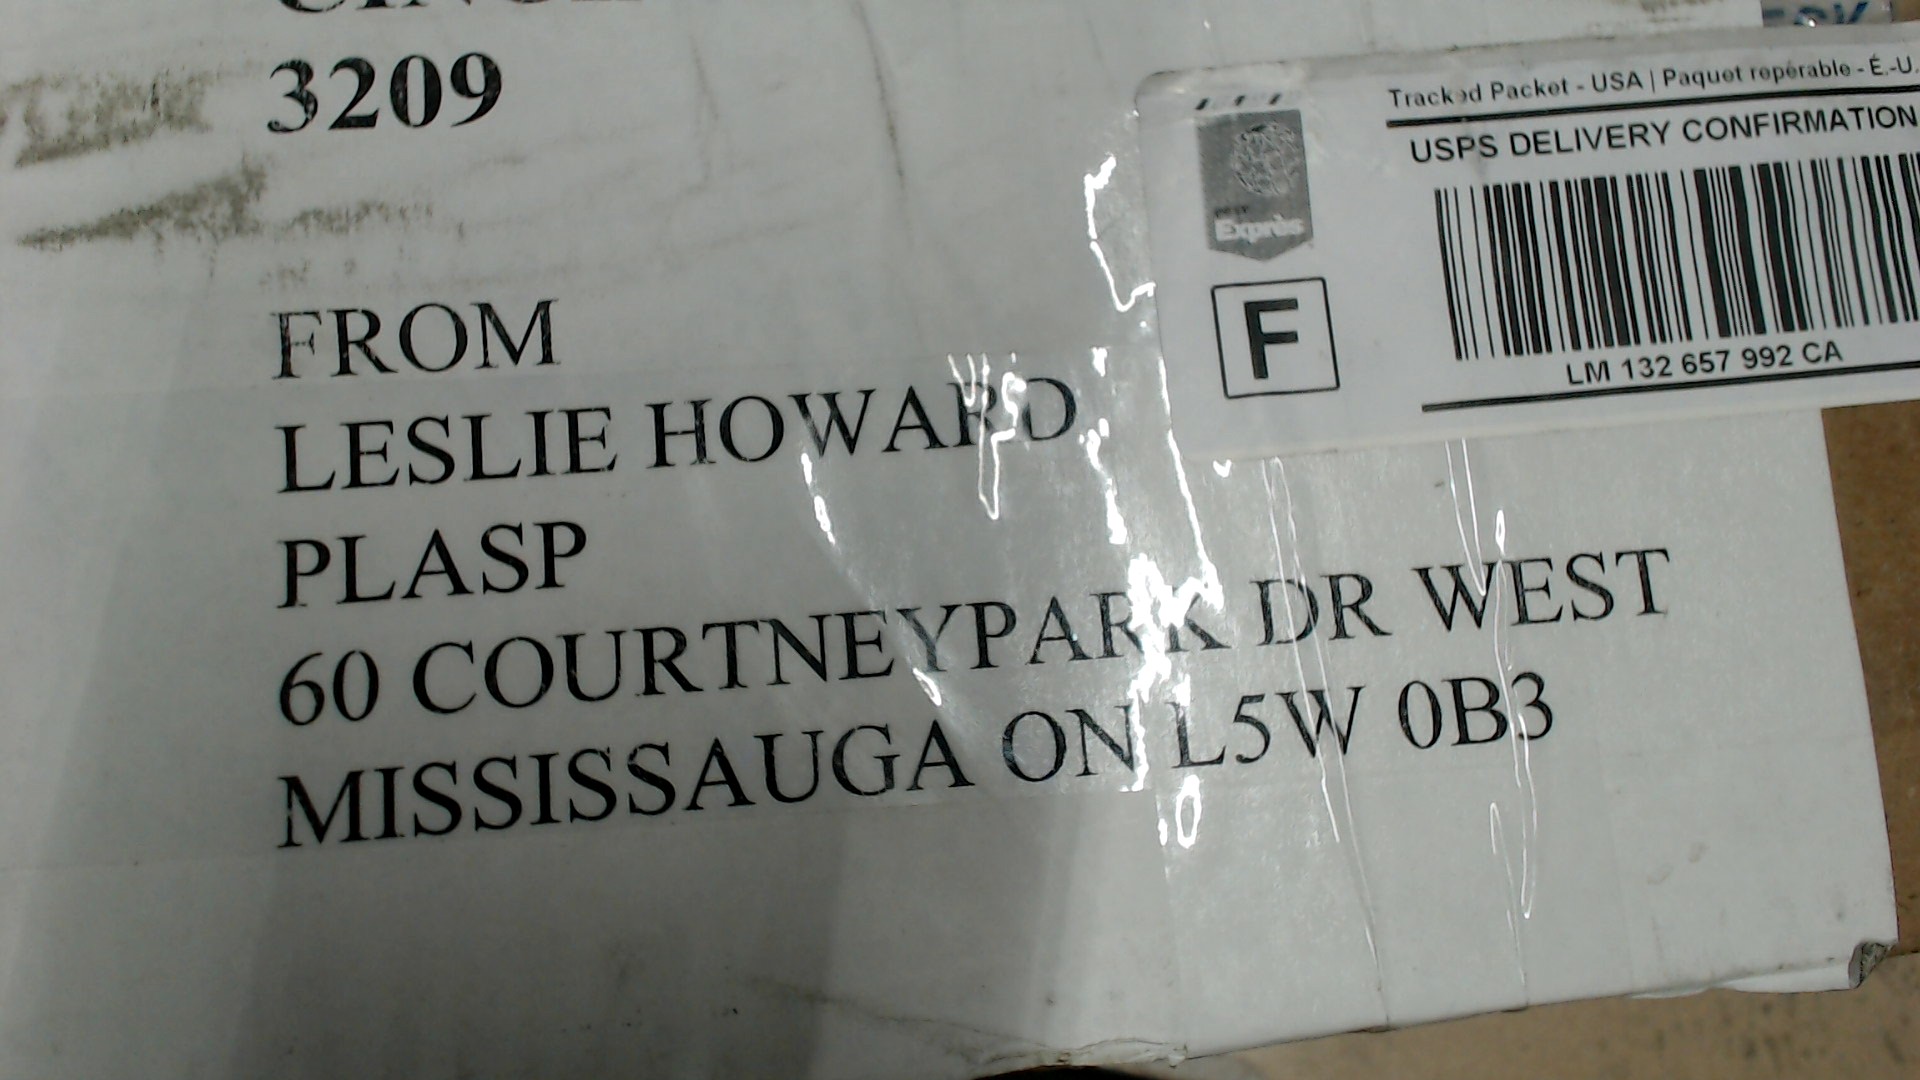 3209
FROM
LESLIE HOWARD
PLASP
60 COURTNEYPARK DR WEST
MISSISSAUGA ON L5W 0B3
Tracked Packet - USA | Paquet repérable - É.-U.
USPS DELIVERY CONFIRMATION
Exprès
F
LM 132 657 992 CA